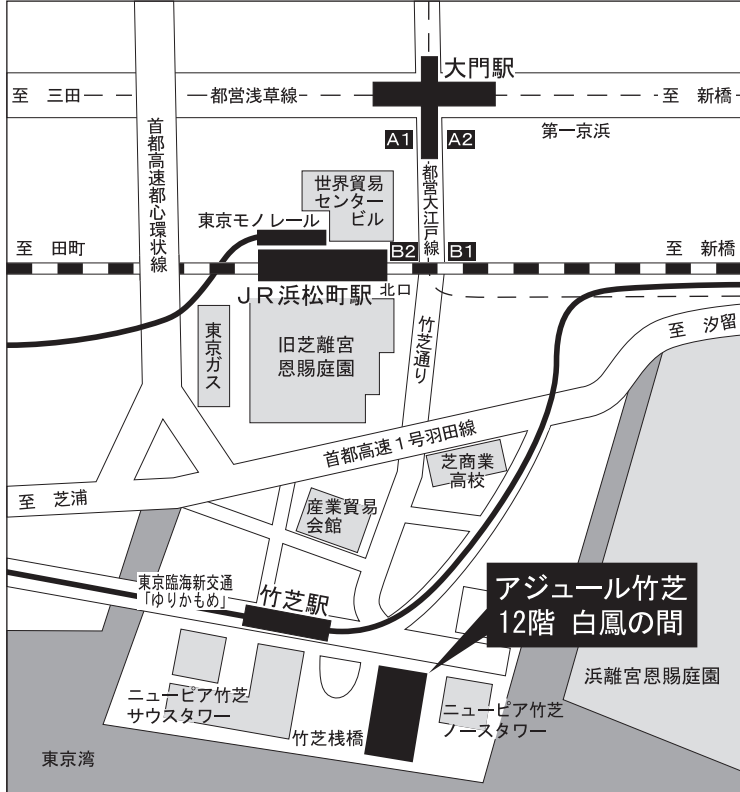 大門駅
至 三田
都営浅草線
至 新橋
第一京浜
A1
A2
首都高速都心環状線
世界貿易
センター
ビル
都営大江戸線
東京モノレール
至 田町
B2
B1
至 新橋
JR浜松町駅
北口
東京ガス
旧芝離宮
恩賜庭園
竹芝通り
至 汐留
首都高速1号羽田線
芝商業
高校
至 芝浦
産業貿易
会館
東京臨海新交通
「ゆりかもめ」
竹芝駅
アジュール竹芝
12階 白鳳の間
浜離宮恩賜庭園
ニューピア竹芝
サウスタワー
竹芝桟橋
ニューピア竹芝
ノースタワー
東京湾